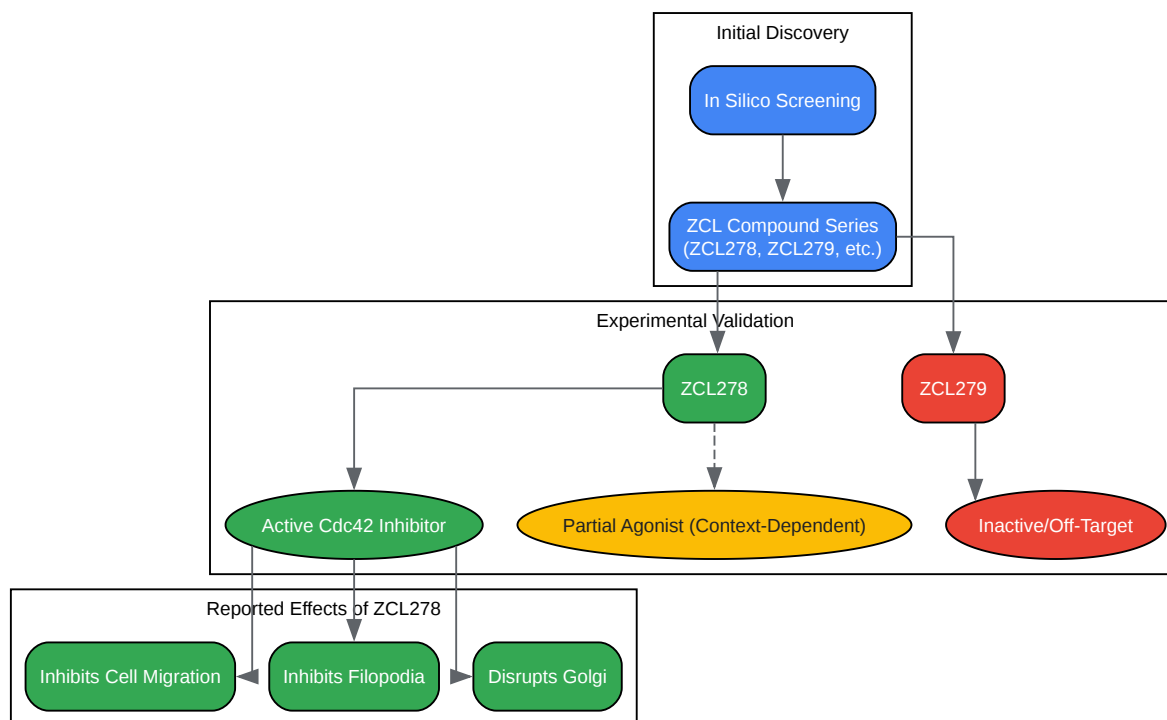 Initial Discovery
In Silico Screening
ZCL Compound Series
(ZCL278, ZCL279, etc.)
Experimental Validation
ZCL278
ZCL279
Active Cdc42 Inhibitor
Partial Agonist (Context-Dependent)
Inactive/Off-Target
Reported Effects of ZCL278
Inhibits Cell Migration
Inhibits Filopodia
Disrupts Golgi